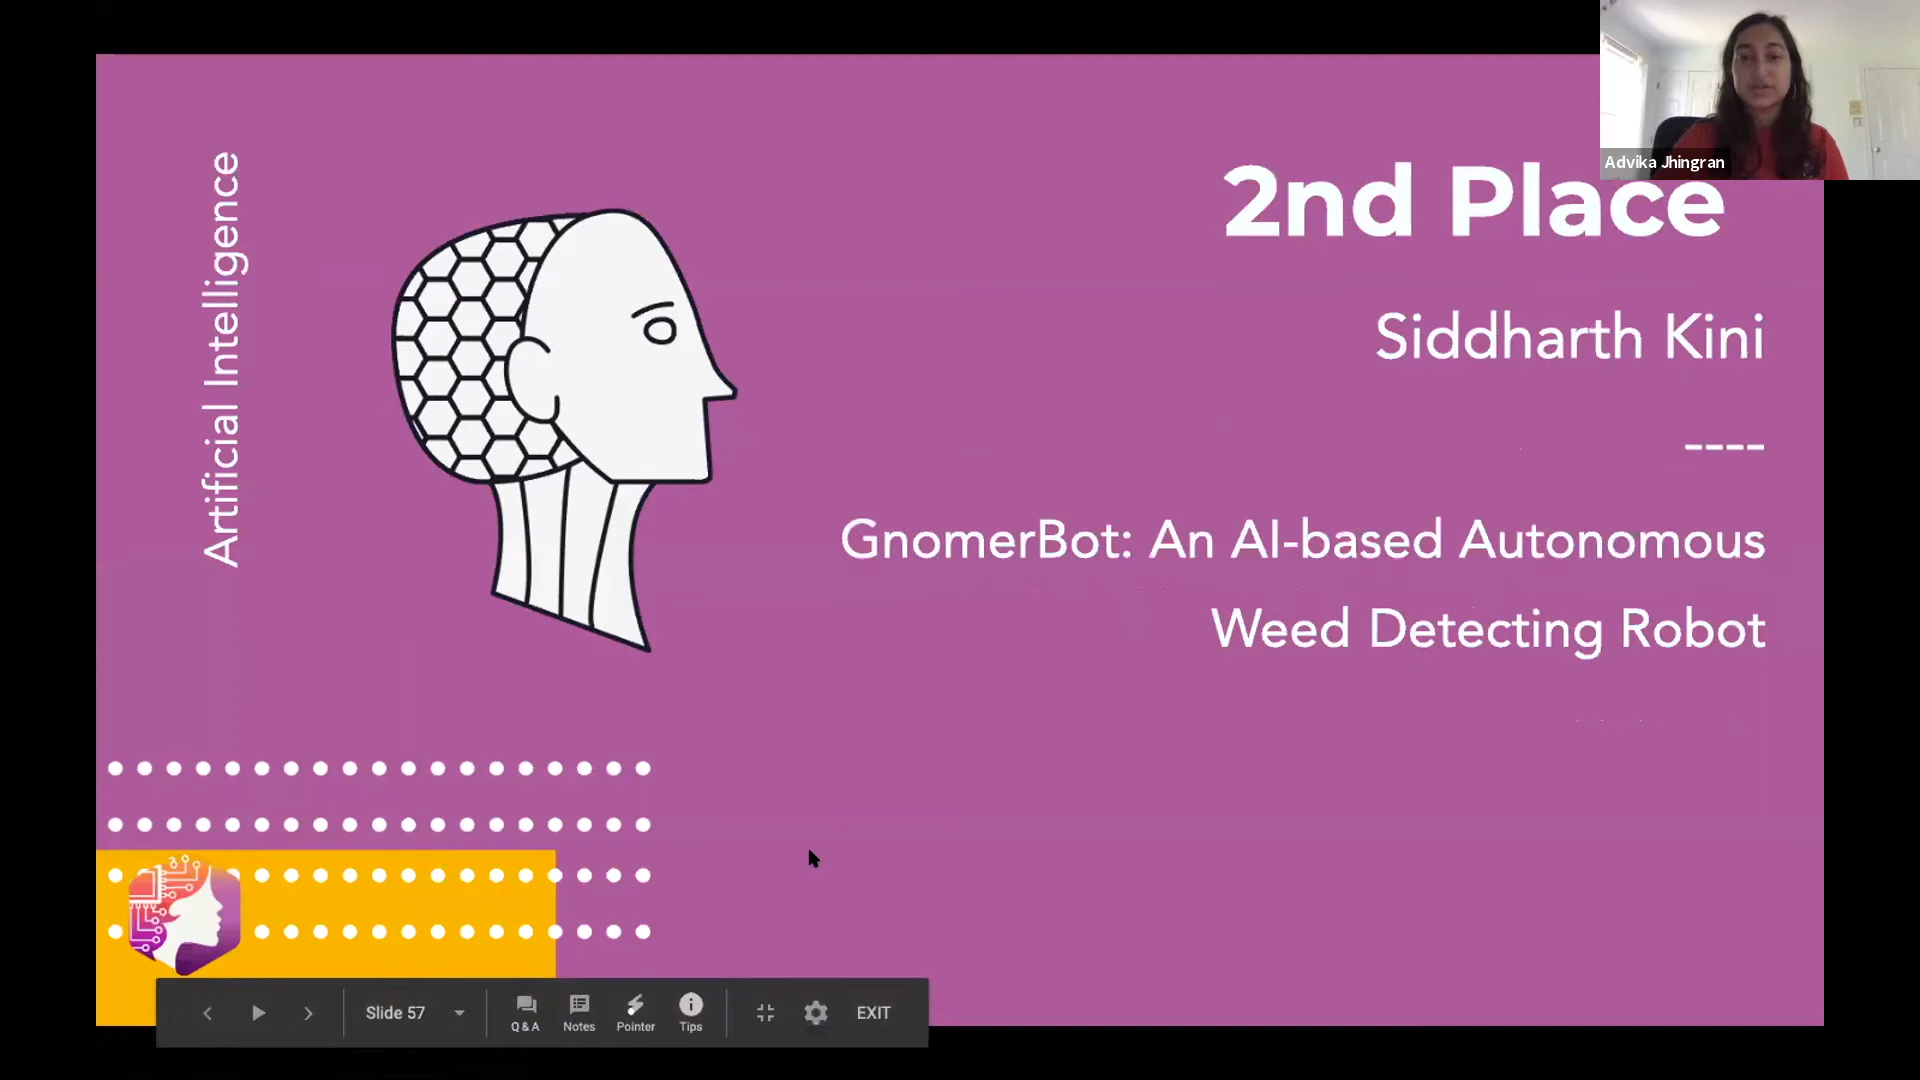 Advika Jhingran
2nd Place
Artificial Intelligence
Siddharth Kini
----
GnomerBot: An AI-based Autonomous
Weed Detecting Robot
Slide 57
Q & A
Notes
Pointer
Tips
EXIT